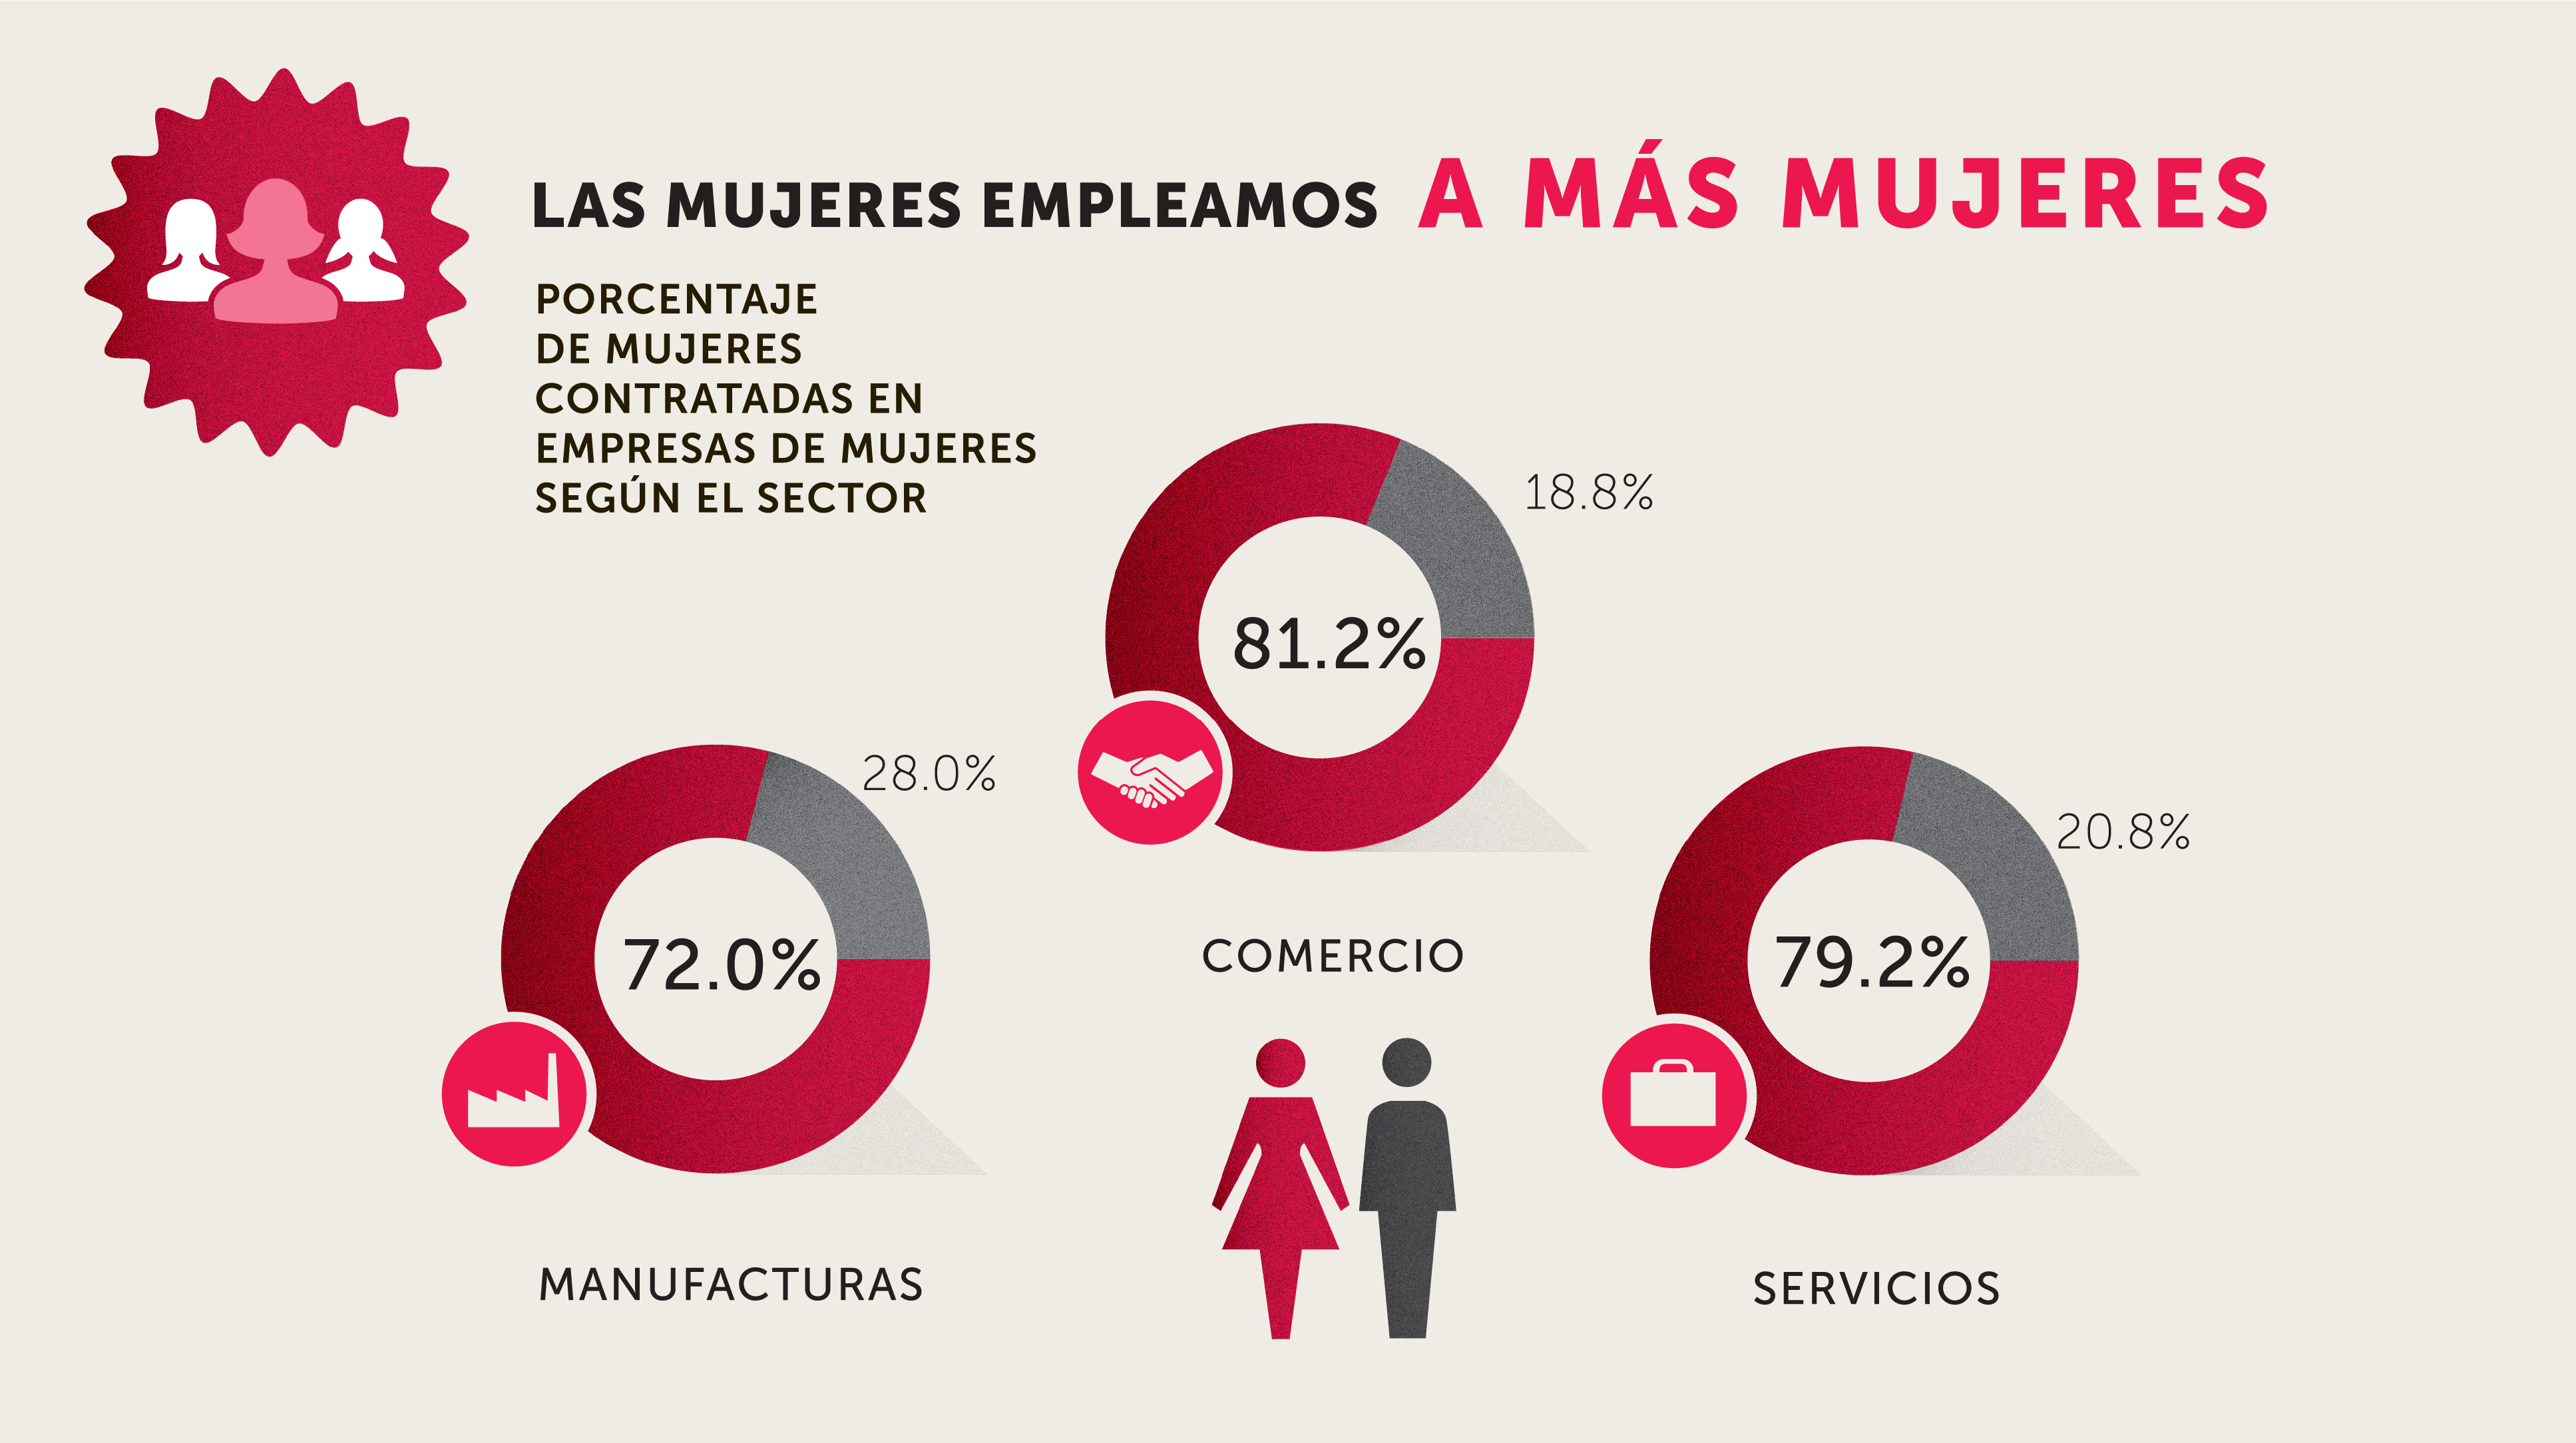 LAS MUJERES EMPLEAMOS A MÁS MUJERES
PORCENTAJE
DE MUJERES
CONTRATADAS EN
EMPRESAS DE MUJERES
SEGÚN EL SECTOR
18.8%
81.2%
COMERCIO
28.0%
72.0%
MANUFACTURAS
20.8%
79.2%
SERVICIOS